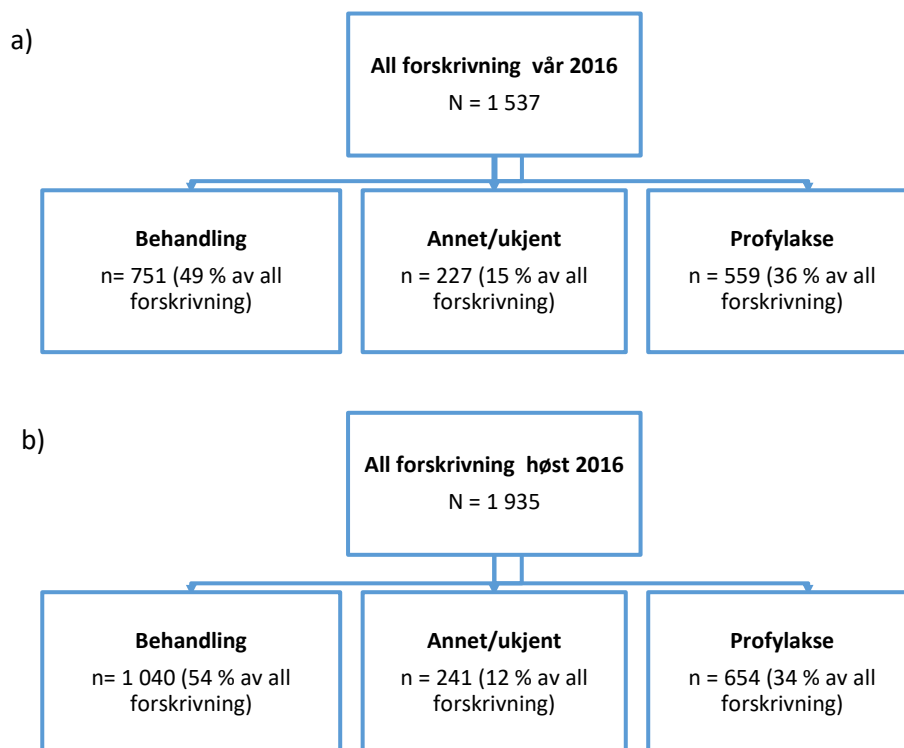 a)
All forskrivning vår 2016
N = 1 537
Behandling
n= 751 (49 % av all
forskrivning)
Annet/ukjent
n = 227 (15 % av all
forskrivning)
Profylakse
n = 559 (36 % av all
forskrivning)
b)
All forskrivning høst 2016
N = 1 935
Behandling
n= 1 040 (54 % av all
forskrivning)
Annet/ukjent
n = 241 (12 % av all
forskrivning)
Profylakse
n = 654 (34 % av all
forskrivning)